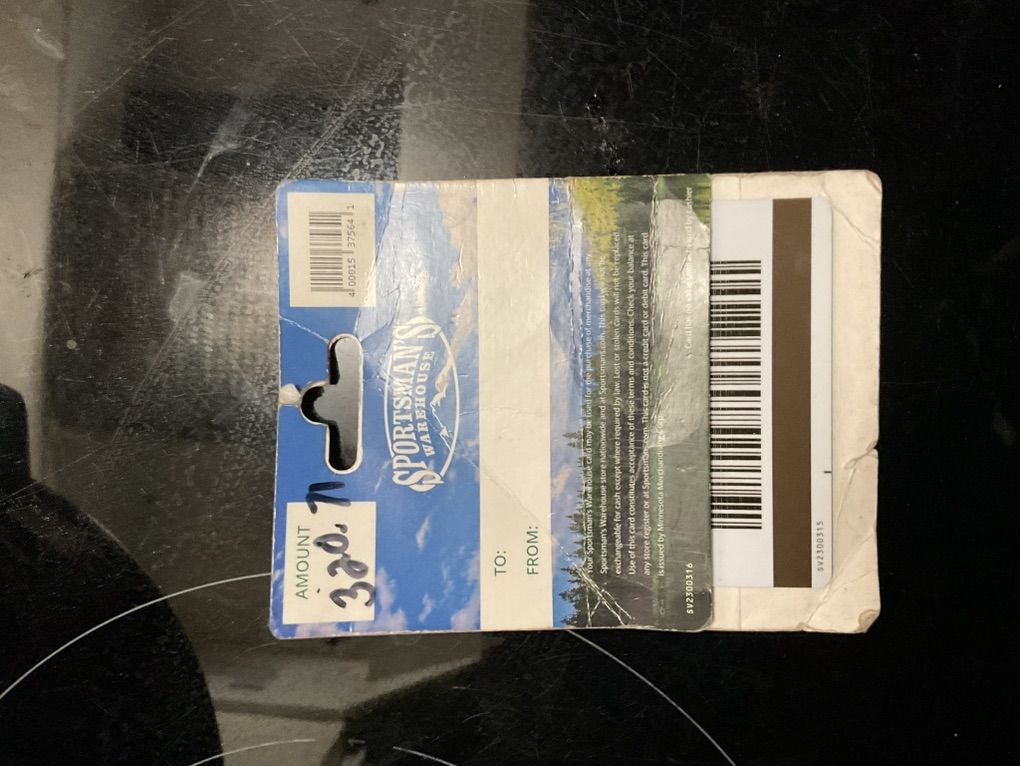 AMOUNT
320.71
4 00015 37564 1
SPORTSMAN'S
WAREHOUSE
TO:
FROM:
Your Sportsman's Warehouse card may be used for the purchase of merchandise at any
Sportsman's Warehouse store nationwide and at Sportsmans.com. This card is not
exchangeable for cash except where required by law. Lost or stolen cards will not be replaced
Use of this card constitutes acceptance of these terms and conditions. Check your balance at
any store register or at Sportsmans.com. This card is not a credit card or debit card. This card
is issued by Minnesota Merchandising Corp.
SV2300316
SV2300315